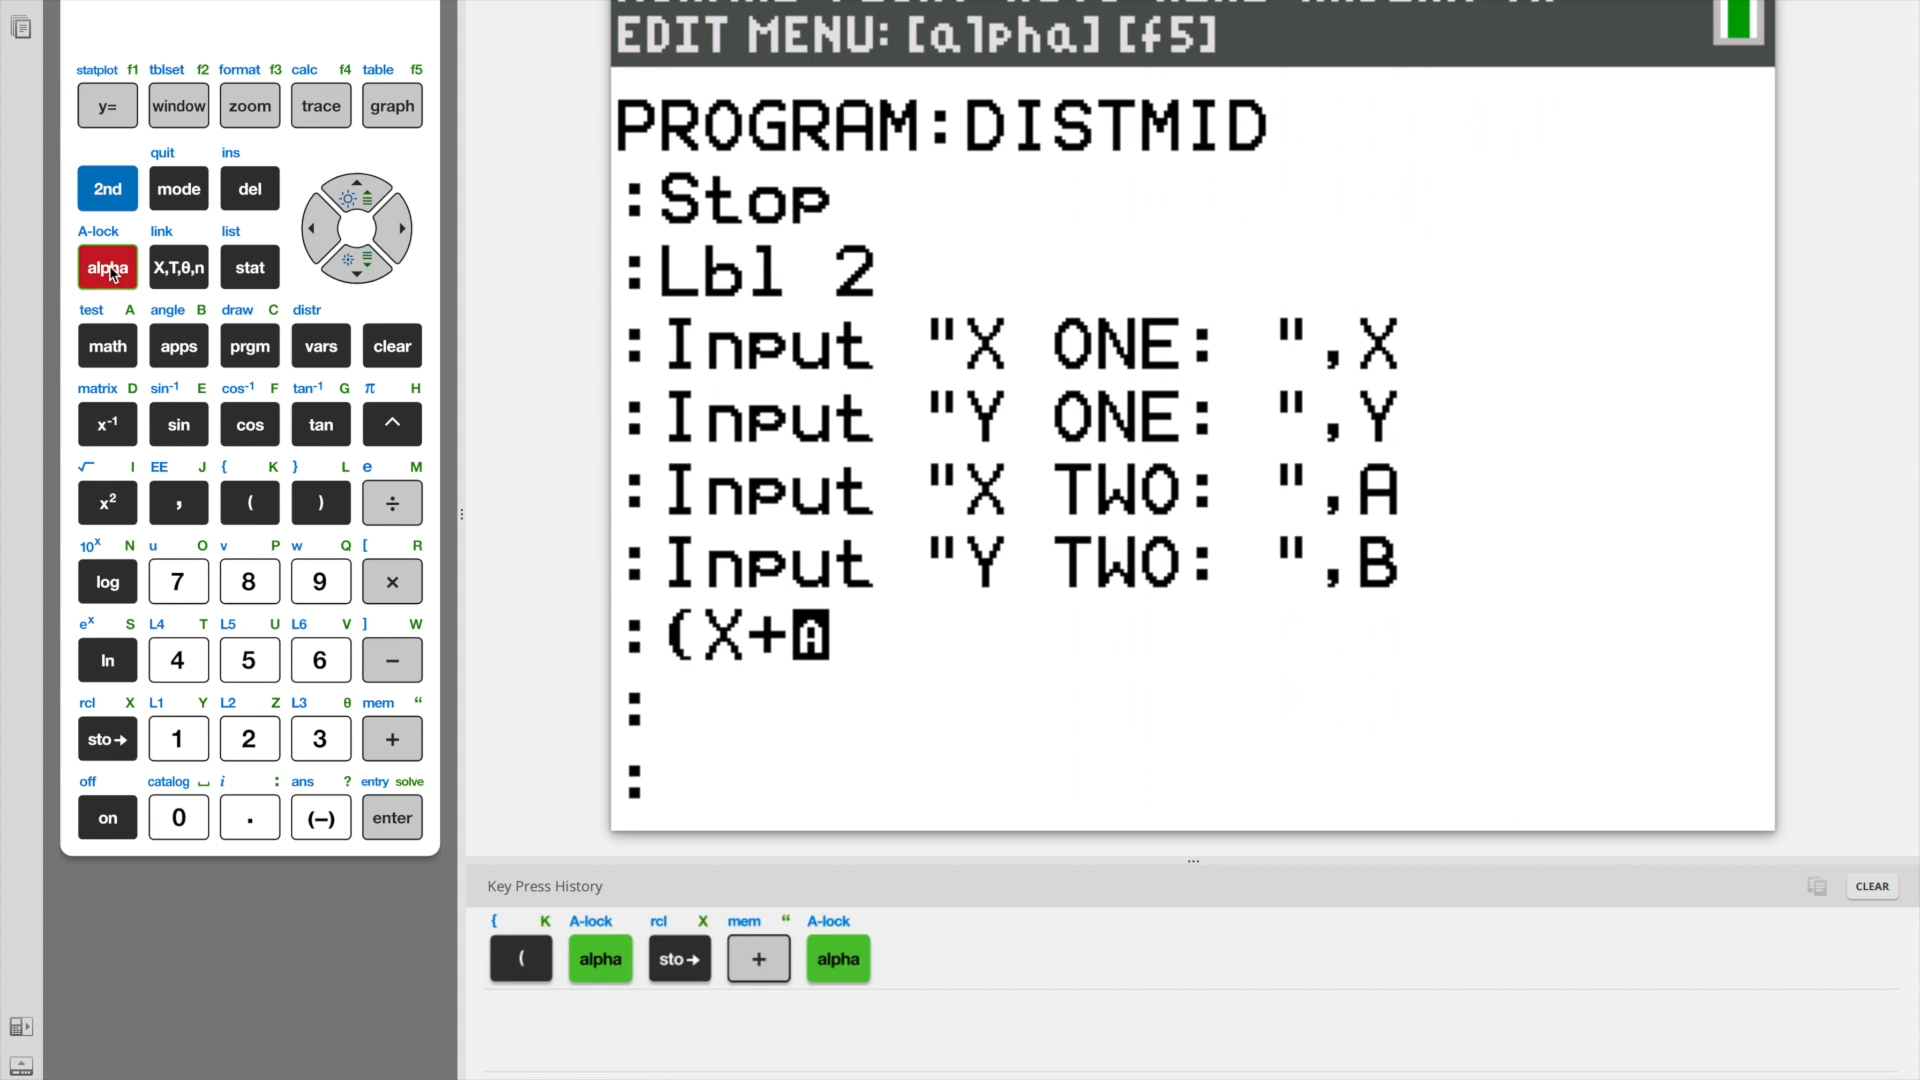 EDIT MENU: [alpha] [f5]
PROGRAM:DISTMID
:Stop
:Lbl 2
:Input "X ONE: ",X
:Input "Y ONE: ",Y
:Input "X TWO: ",A
:Input "Y TWO: ",B
:(X+A
:
:
statplot f1 tblset f2 format f3 calc f4 table f5
y= window zoom trace graph
quit ins
2nd mode del
A-lock link list
alpha X,T,θ,n stat
test A angle B draw C distr
math apps prgm vars clear
matrix D sin⁻¹ E cos⁻¹ F tan⁻¹ G π H
x⁻¹ sin cos tan ^
√ I EE J { K } L e M
x² , ( ) ÷
10ˣ N u O v P w Q [ R
log 7 8 9 ×
eˣ S L4 T L5 U L6 V ] W
ln 4 5 6 −
rcl X L1 Y L2 Z L3 θ mem “
sto→ 1 2 3 +
off catalog ⎵ i : ans ? entry solve
on 0 . (−) enter
Key Press History CLEAR
{ K A-lock rcl X mem “ A-lock
( alpha sto→ + alpha